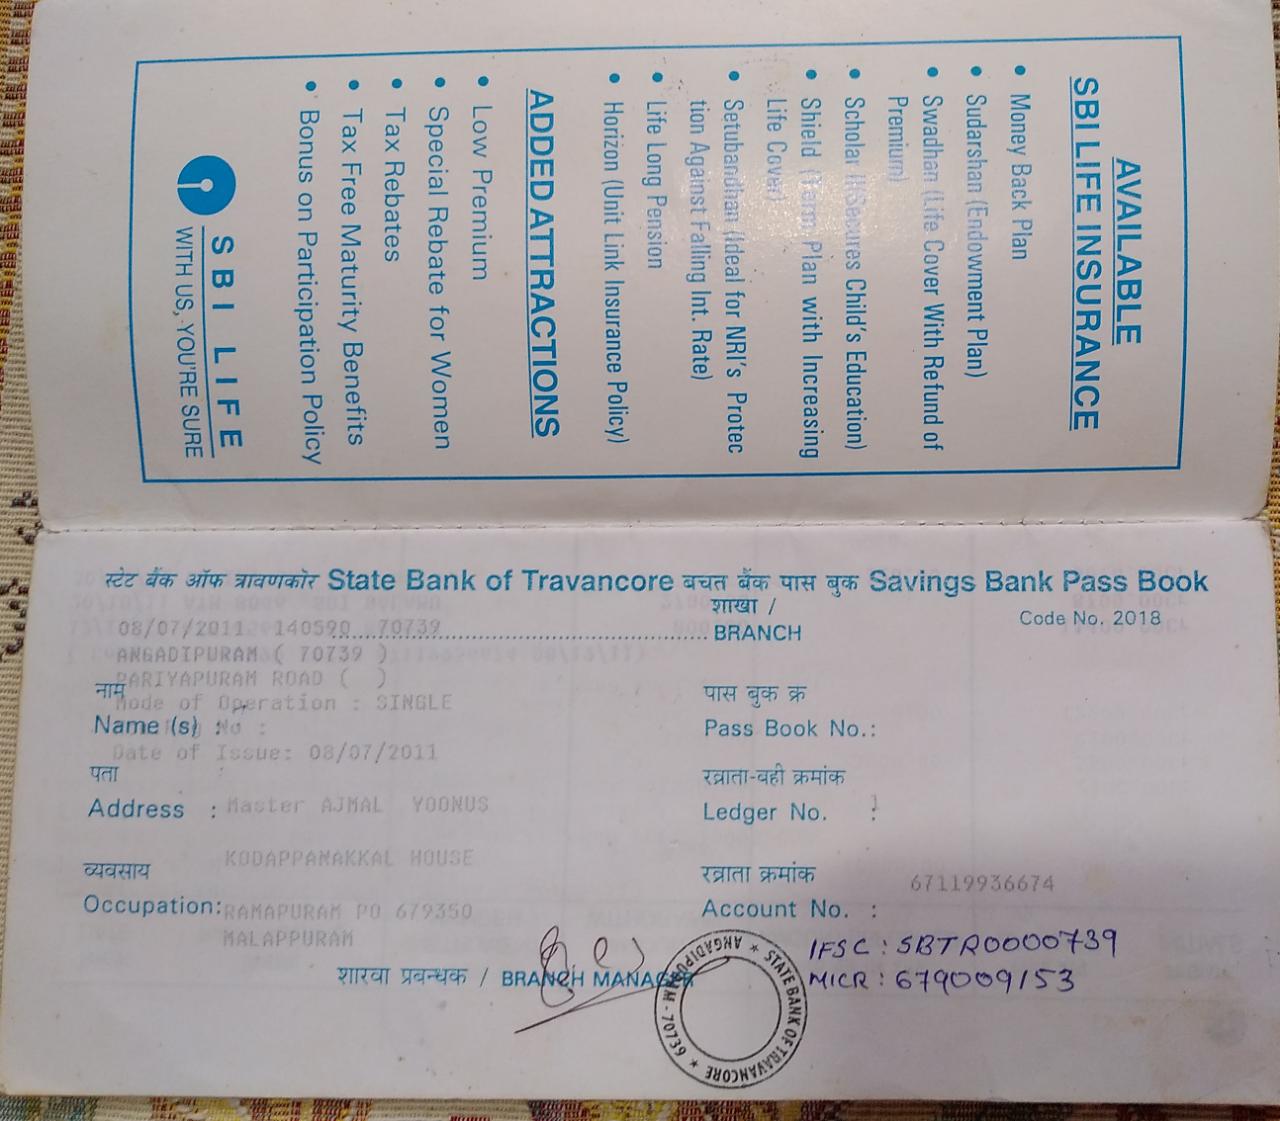 AVAILABLE
SBI LIFE INSURANCE
• Money Back Plan
• Sudarshan (Endowment Plan)
• Swadhan (Life Cover With Refund of
Premium)
• Scholar (Secures Child's Education)
• Shield (Term Plan with Increasing
Life Cover)
• Setubandhan (Ideal for NRI's Protec
tion Against Falling Int. Rate)
• Life Long Pension
• Horizon (Unit Link Insurance Policy)
ADDED ATTRACTIONS
• Low Premium
• Special Rebate for Women
• Tax Rebates
• Tax Free Maturity Benefits
• Bonus on Participation Policy
SBI LIFE
WITH US, YOU'RE SURE
स्टेट बैंक ऑफ त्रावणकोर State Bank of Travancore बचत बैंक पास बुक Savings Bank Pass Book
शाखा /
Code No. 2018
08/07/2011 140590 70739 BRANCH
ANGADIPURAM ( 70739 )
PARIYAPURAM ROAD ( )
नाम
पास बुक क्र
Mode of Operation : SINGLE
Name (s) : No :
Pass Book No.:
Date of Issue: 08/07/2011
पता :
खाता-वही क्रमांक
Address : Master AJMAL YOONUS
Ledger No. : 1
KODAPPANAKKAL HOUSE
व्यवसाय
खाता क्रमांक
67119936674
Occupation: RAMAPURAM PO 679350
Account No. :
MALAPPURAM
शारवा प्रबन्धक / BRANCH MANAGER
IFSC : SBTR0000739
MICR : 679009153
★ STATE BANK OF TRAVANCORE ★ ANGADIPURAM - 70739